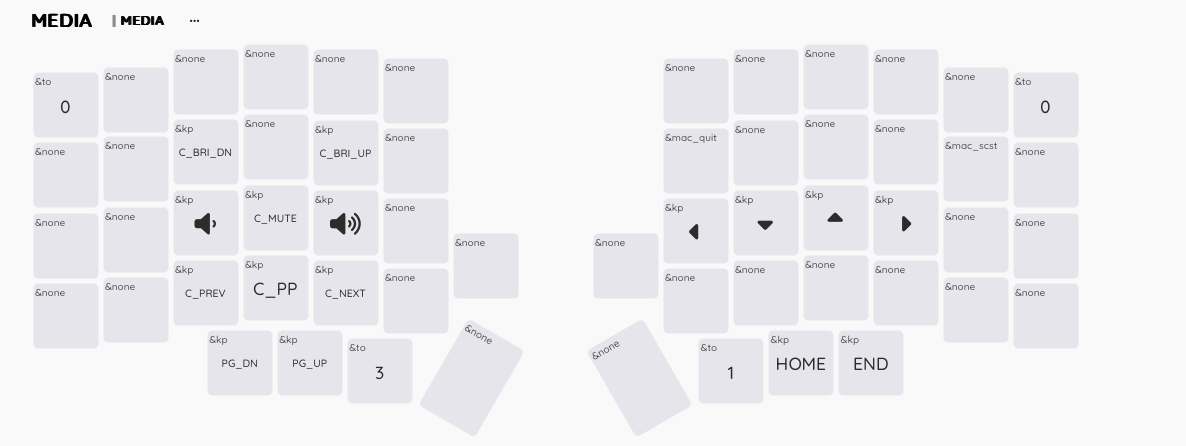 MEDIA MEDIA ...
&none &none
&none &none &none &none &none &none
&to &none &none &to
0 0
&kp &none &kp &none &mac_quit &none &none &none
&none &none &mac_scst &none
C_BRI_DN C_BRI_UP
&kp &kp &kp &none &kp &kp &kp &kp
&none &none &none &none
C_MUTE
&none &none
&kp &kp &kp &none &none &none &none &none
&none &none &none &none
C_PREV C_PP C_NEXT
&kp &kp &to &none &none &to &kp &kp
PG_DN PG_UP 3 1 HOME END